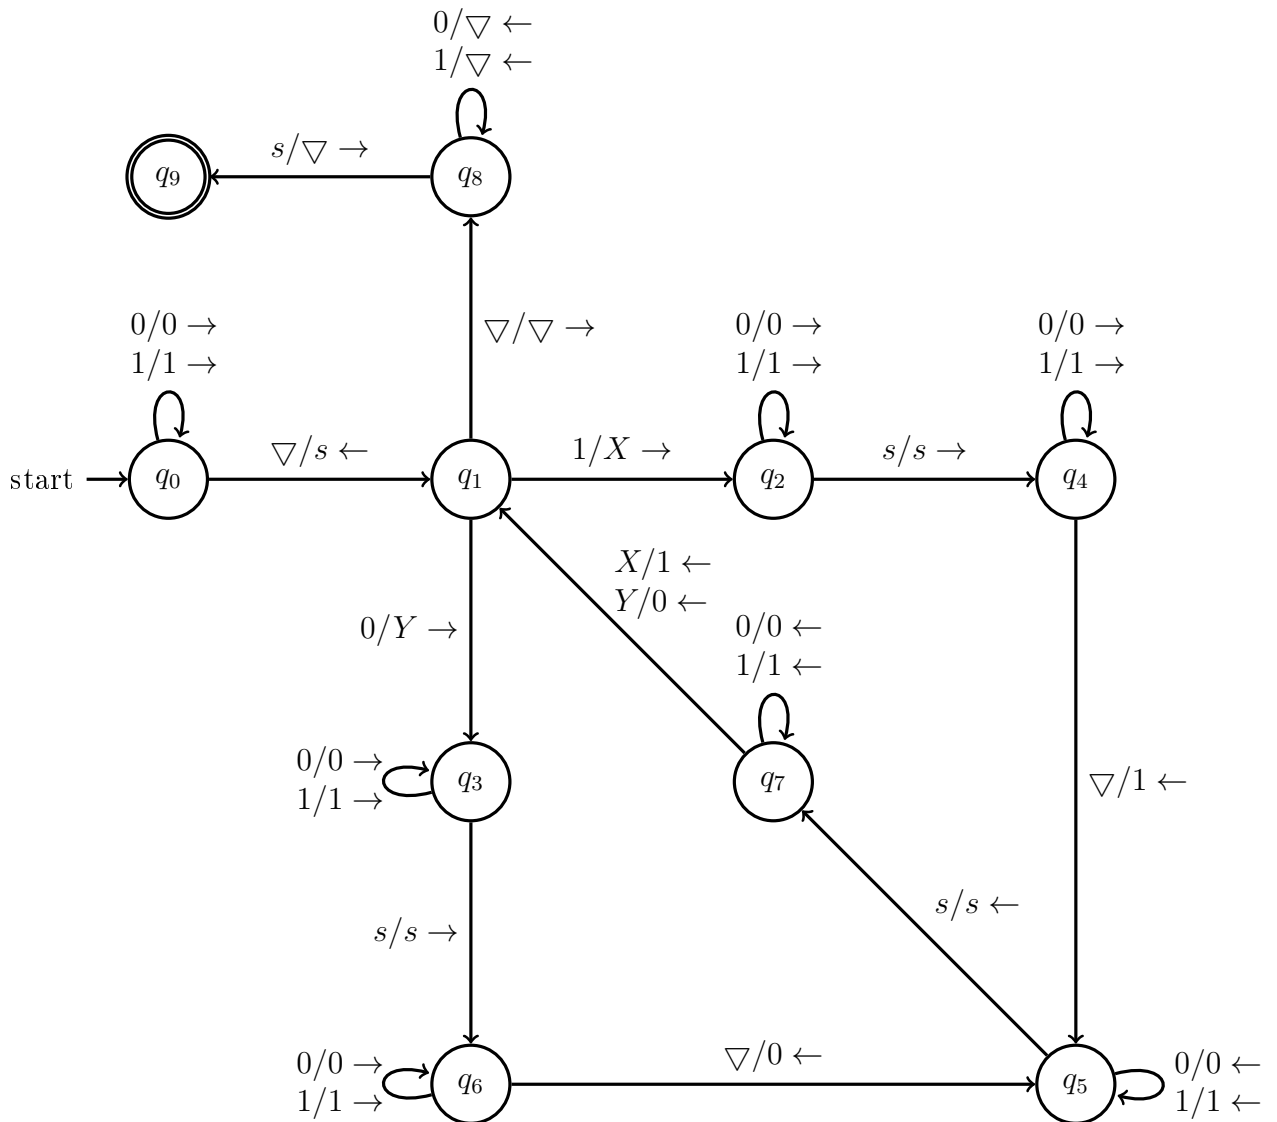 0/▽ ←
1/▽ ←
s/▽ →
q₉
q₈
0/0 →
1/1 →
▽/▽ →
0/0 →
1/1 →
0/0 →
1/1 →
start
q₀
▽/s ←
q₁
1/X →
q₂
s/s →
q₄
X/1 ←
Y/0 ←
0/Y →
0/0 ←
1/1 ←
0/0 →
1/1 →
q₃
q₇
▽/1 ←
s/s →
s/s ←
0/0 →
1/1 →
q₆
▽/0 ←
q₅
0/0 ←
1/1 ←